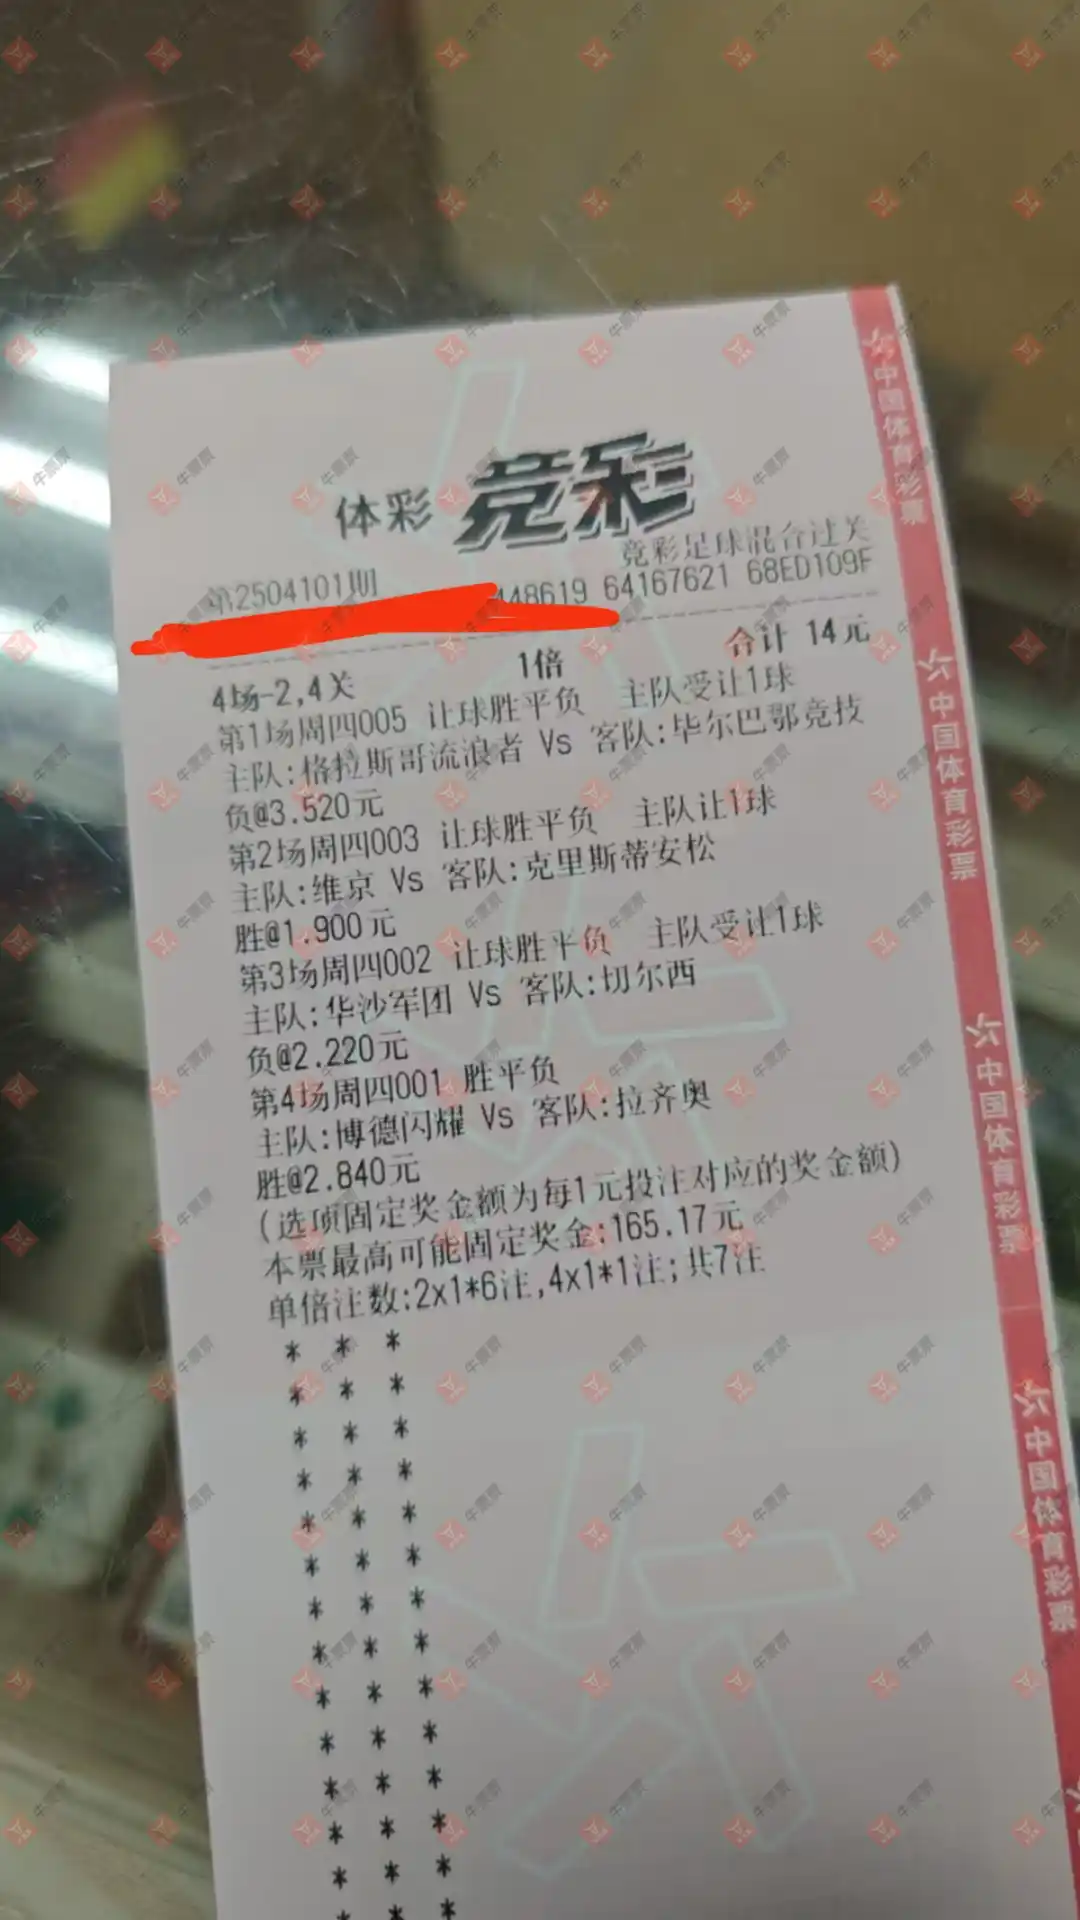 体彩 竞彩
竞彩足球混合过关
第2504101期
448619 64167621 68ED109F
4场-2,4关 1倍 合计 14元
第1场周四005 让球胜平负 主队受让1球
主队:格拉斯哥流浪者 Vs 客队:毕尔巴鄂竞技
负@3.520元
第2场周四003 让球胜平负 主队让1球
主队:维京 Vs 客队:克里斯蒂安松
胜@1.900元
第3场周四002 让球胜平负 主队受让1球
主队:华沙军团 Vs 客队:切尔西
负@2.220元
第4场周四001 胜平负
主队:博德闪耀 Vs 客队:拉齐奥
胜@2.840元
(选项固定奖金额为每1元投注对应的奖金额)
本票最高可能固定奖金:165.17元
单倍注数:2x1*6注,4x1*1注;共7注
* * *
* * *
* * *
* * *
* * *
* * *
* * *
* * *
* * *
* * *
* * *
* * *
* * *
* * *
中国体育彩票
中国体育彩票
中国体育彩票
中国体育彩票
牛票票